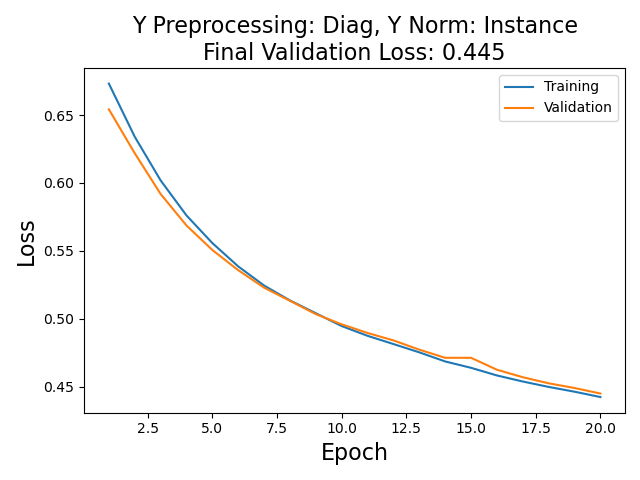 Y Preprocessing: Diag, Y Norm: Instance
Final Validation Loss: 0.445
Training
Validation
Loss
0.65
0.60
0.55
0.50
0.45
2.5 5.0 7.5 10.0 12.5 15.0 17.5 20.0
Epoch